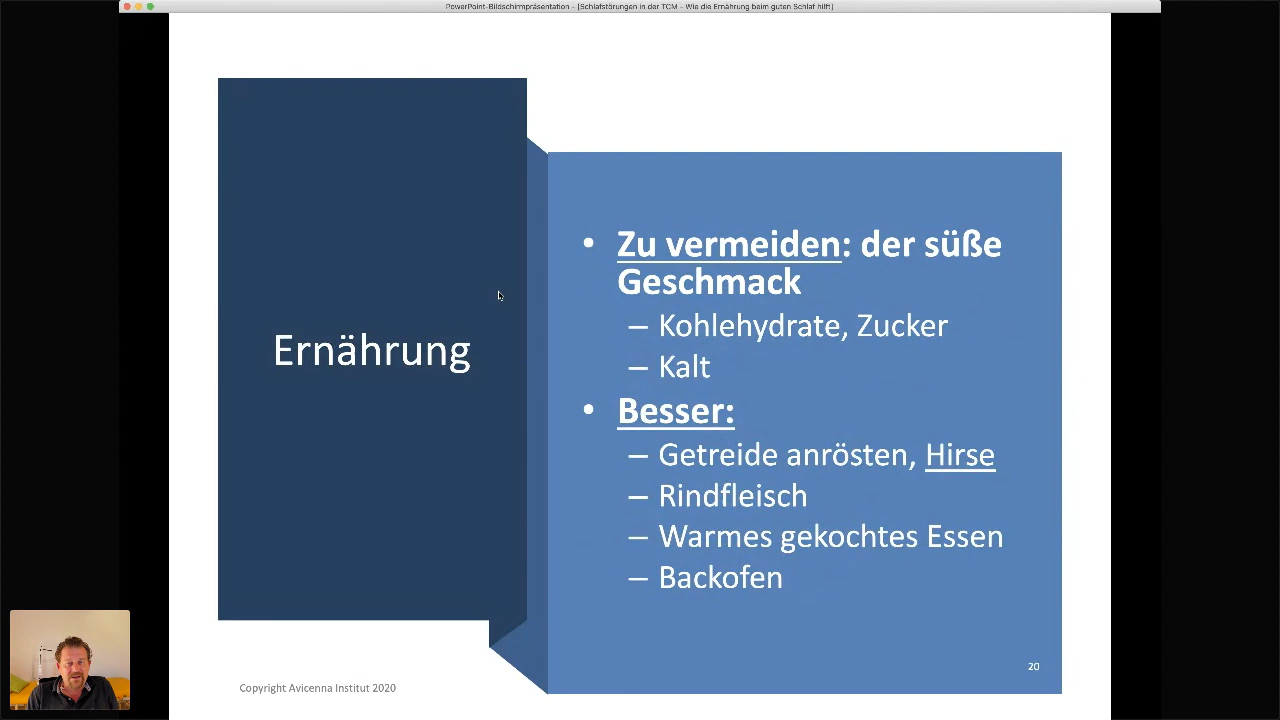 PowerPoint-Bildschirmpräsentation - [Schlafstörungen in der TCM - Wie die Ernährung beim guten Schlaf hilft]
Ernährung
• Zu vermeiden: der süße
Geschmack
– Kohlehydrate, Zucker
– Kalt
• Besser:
– Getreide anrösten, Hirse
– Rindfleisch
– Warmes gekochtes Essen
– Backofen
20
Copyright Avicenna Institut 2020